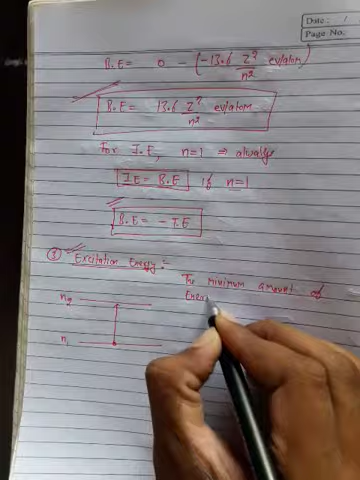 Date : /
Page No.
B.E = 0 - (-13.6 Z²/n² ev/atom)
B.E = 13.6 Z²/n² ev/atom
For I.E, n=1 ⇒ always
I E = B.E if n=1
B.E = - T.E
③ Excitation Energy :-
The minimum amount of
Ener
n₂
n₁